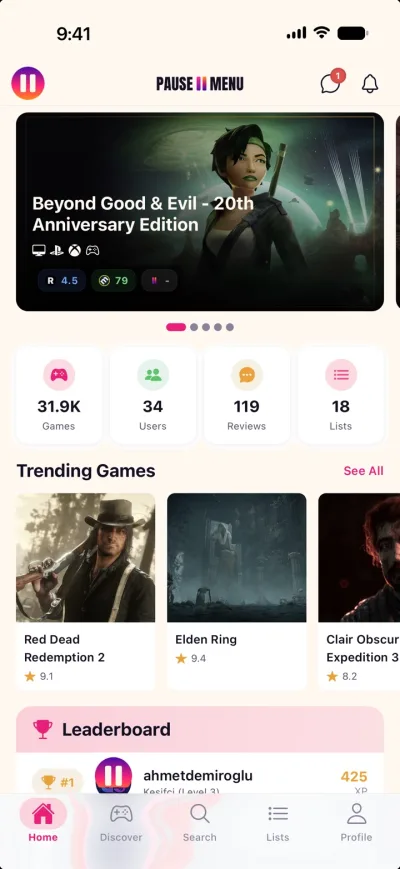 9:41
PAUSE MENU
1
Beyond Good & Evil - 20th
Anniversary Edition
R 4.5
79
-
31.9K
Games
34
Users
119
Reviews
18
Lists
Trending Games
See All
Red Dead
Redemption 2
9.1
Elden Ring
9.4
Clair Obscur
Expedition 3
8.2
Leaderboard
#1
ahmetdemiroglu
Kesifci (Level 3)
425
XP
Home
Discover
Search
Lists
Profile